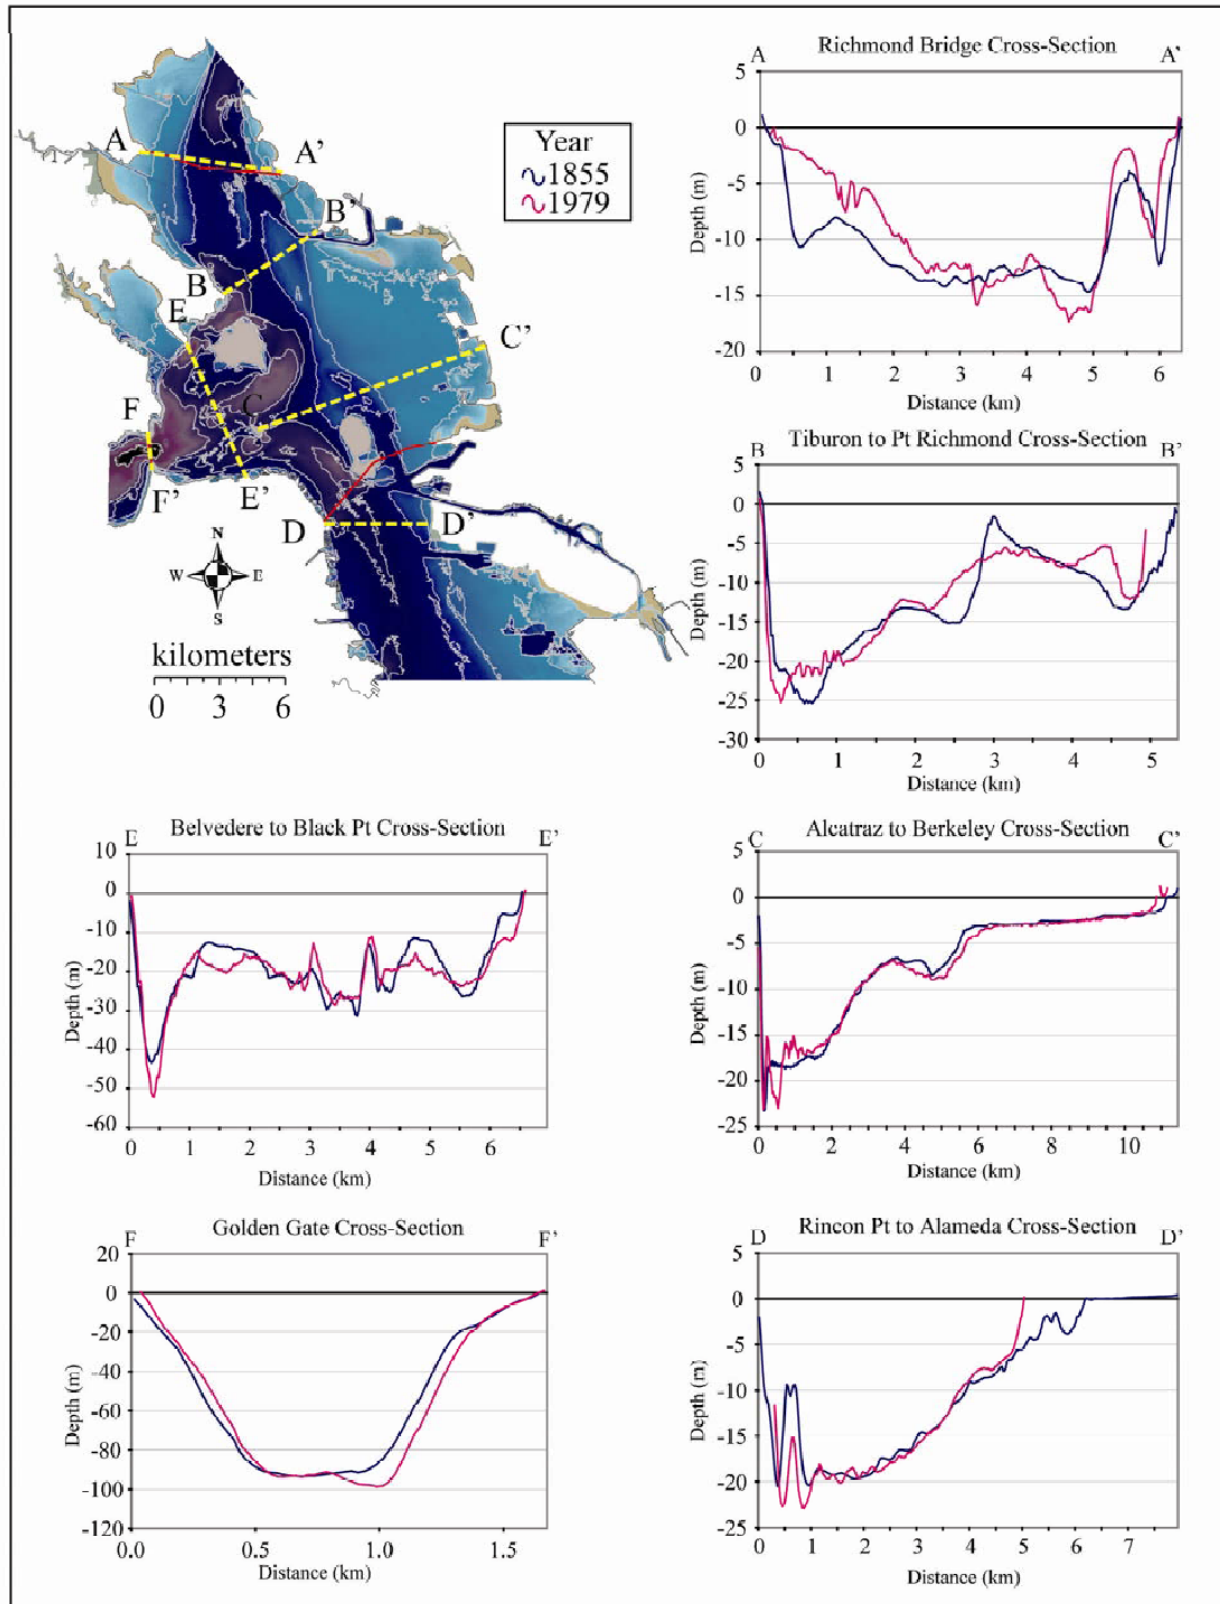 A
A'
B'
B
E
C'
C
F
F'
E'
D
D'
N
W
E
S
kilometers
0 3 6
Year
1855
1979
Richmond Bridge Cross-Section
A
A'
5
0
-5
-10
-15
-20
Depth (m)
0 1 2 3 4 5 6
Distance (km)
Tiburon to Pt Richmond Cross-Section
B
B'
5
0
-5
-10
-15
-20
-25
-30
Depth (m)
0 1 2 3 4 5
Distance (km)
Belvedere to Black Pt Cross-Section
E
E'
10
0
-10
-20
-30
-40
-50
-60
Depth (m)
0 1 2 3 4 5 6
Distance (km)
Alcatraz to Berkeley Cross-Section
C
C'
5
0
-5
-10
-15
-20
-25
Depth (m)
0 2 4 6 8 10
Distance (km)
Golden Gate Cross-Section
F
F'
20
0
-20
-40
-60
-80
-100
-120
Depth (m)
0.0 0.5 1.0 1.5
Distance (km)
Rincon Pt to Alameda Cross-Section
D
D'
5
0
-5
-10
-15
-20
-25
Depth (m)
0 1 2 3 4 5 6 7
Distance (km)